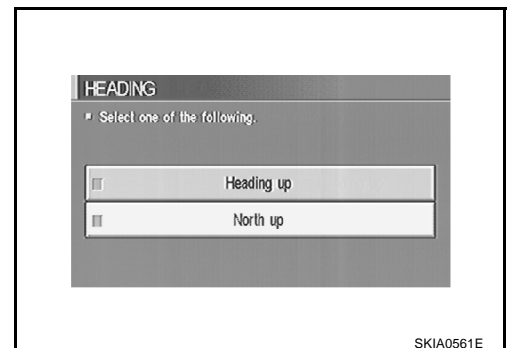 HEADING
Select one of the following.
Heading up
North up
SKIA0561E